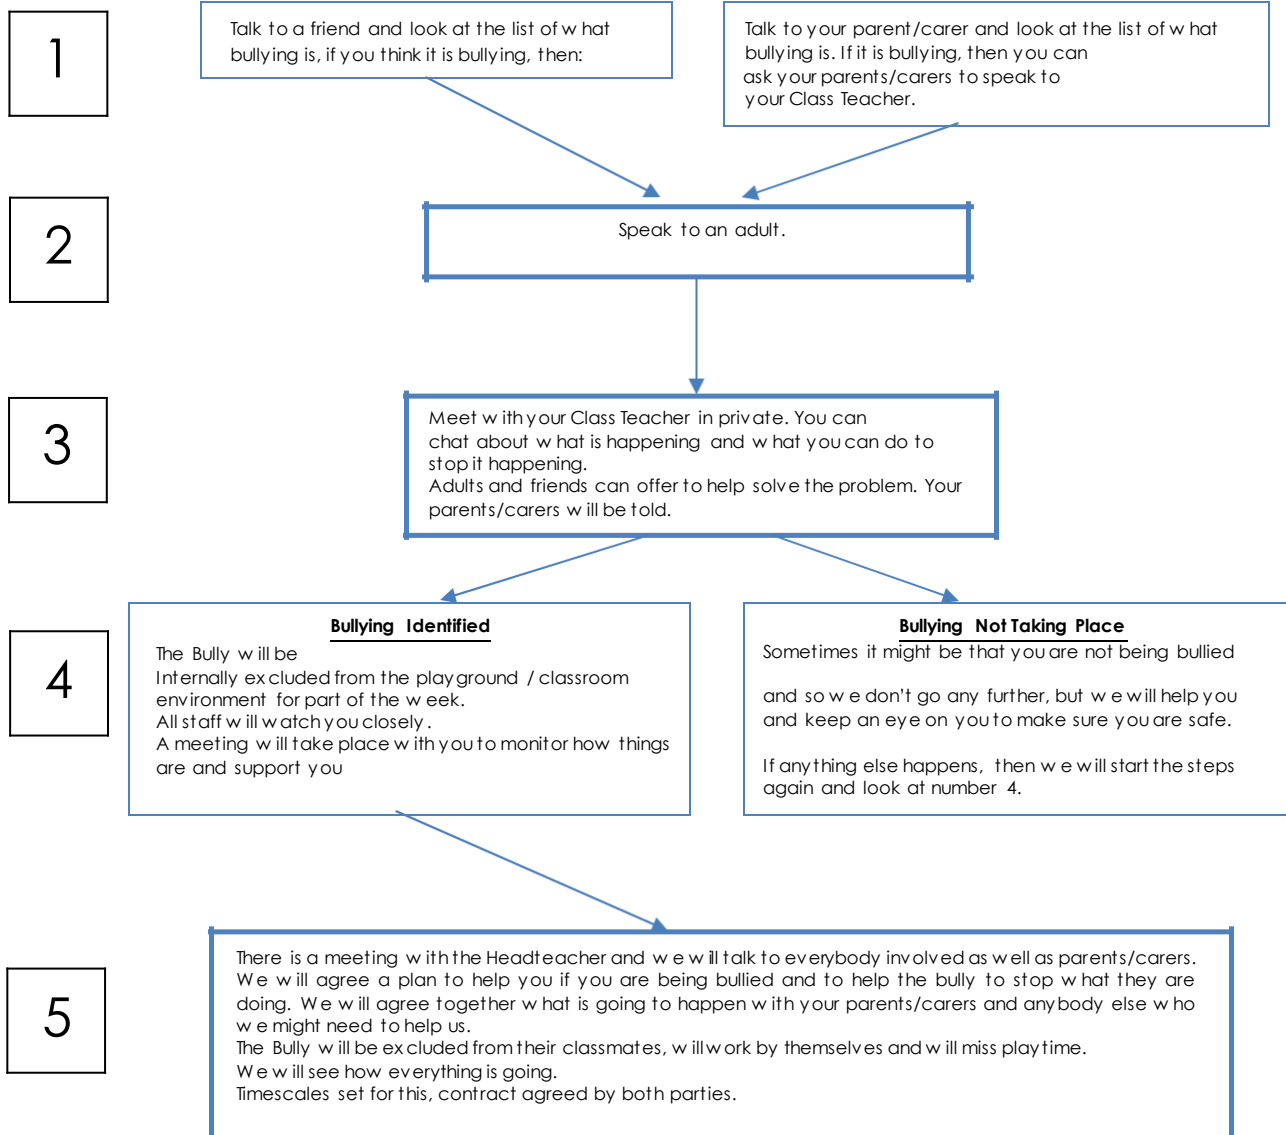 1
Talk to a friend and look at the list of what
bullying is, if you think it is bullying, then:
Talk to your parent/carer and look at the list of what
bullying is. If it is bullying, then you can
ask your parents/carers to speak to
your Class Teacher.
2
Speak to an adult.
3
Meet with your Class Teacher in private. You can
chat about what is happening and what you can do to
stop it happening.
Adults and friends can offer to help solve the problem. Your
parents/carers will be told.
4
Bullying Identified
The Bully will be
Internally excluded from the playground / classroom
environment for part of the week.
All staff will watch you closely.
A meeting will take place with you to monitor how things
are and support you
Bullying Not Taking Place
Sometimes it might be that you are not being bullied
and so we don't go any further, but we will help you
and keep an eye on you to make sure you are safe.
If anything else happens, then we will start the steps
again and look at number 4.
5
There is a meeting with the Headteacher and we will talk to everybody involved as well as parents/carers.
We will agree a plan to help you if you are being bullied and to help the bully to stop what they are
doing. We will agree together what is going to happen with your parents/carers and anybody else who
we might need to help us.
The Bully will be excluded from their classmates, will work by themselves and will miss playtime.
We will see how everything is going.
Timescales set for this, contract agreed by both parties.